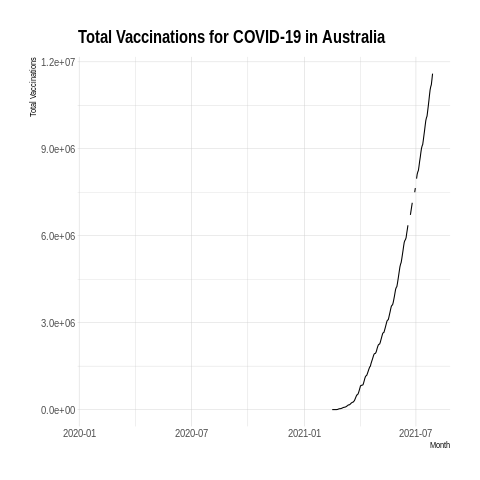 Total Vaccinations for COVID-19 in Australia
Total Vaccinations
1.2e+07
9.0e+06
6.0e+06
3.0e+06
0.0e+00
2020-01 2020-07 2021-01 2021-07
Month